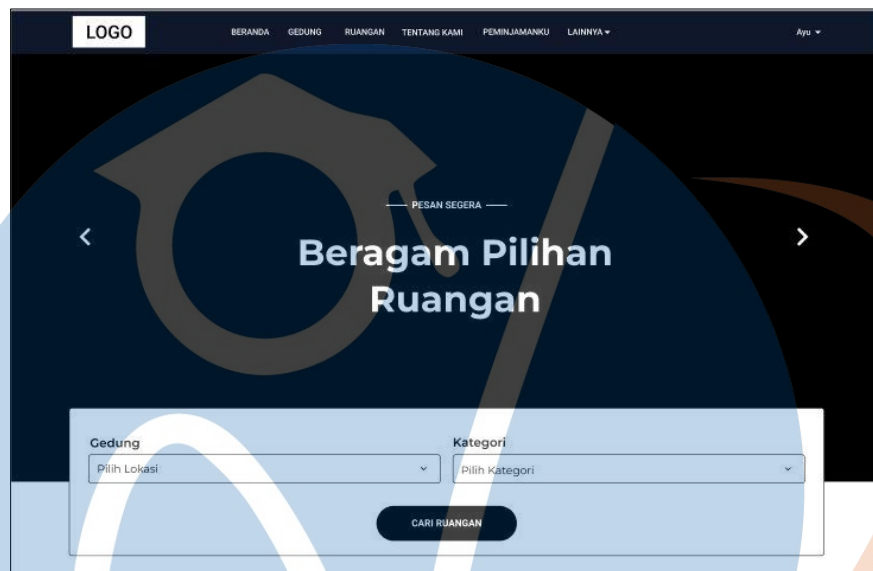 LOGO BERANDA GEDUNG RUANGAN TENTANG KAMI PEMINJAMANKU LAINNYA Ayu
PESAN SEGERA
Beragam Pilihan
Ruangan
Gedung Kategori
Pilih Lokasi Pilih Kategori
CARI RUANGAN